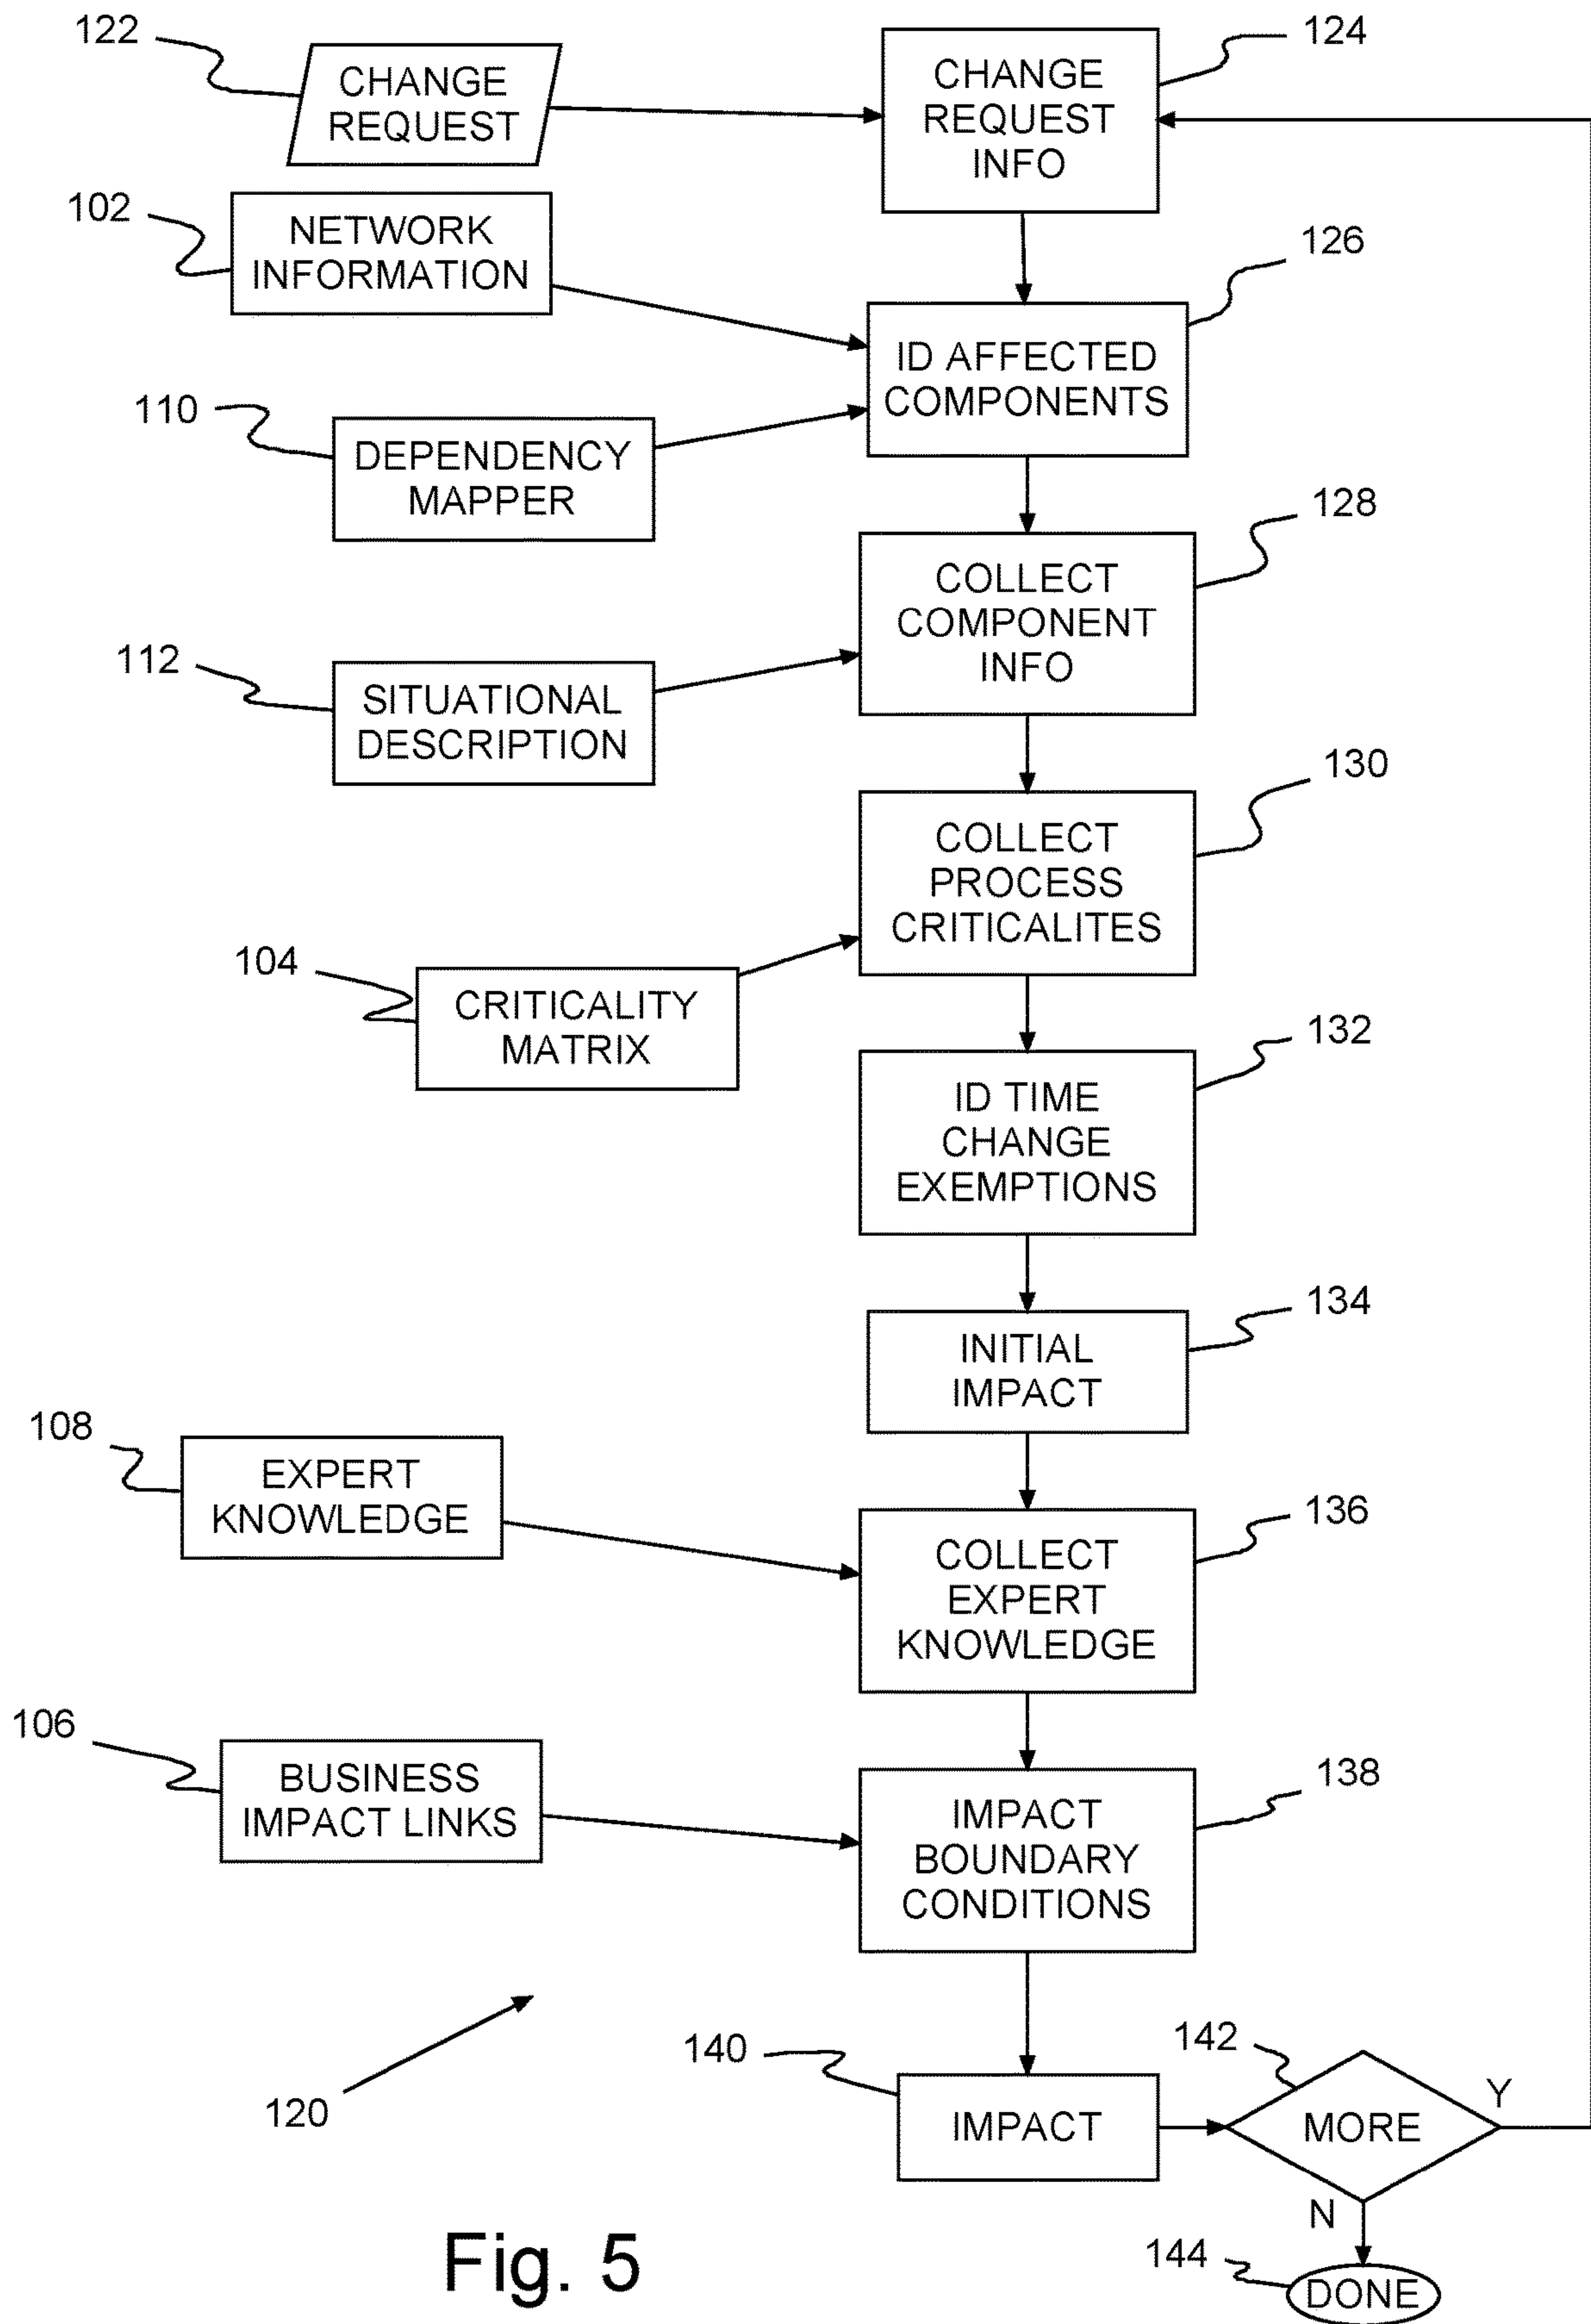 122
CHANGE
REQUEST
CHANGE
REQUEST
INFO
124
102
NETWORK
INFORMATION
126
ID AFFECTED
COMPONENTS
110
DEPENDENCY
MAPPER
128
COLLECT
COMPONENT
INFO
112
SITUATIONAL
DESCRIPTION
130
COLLECT
PROCESS
CRITICALITES
104
CRITICALITY
MATRIX
132
ID TIME
CHANGE
EXEMPTIONS
134
INITIAL
IMPACT
108
EXPERT
KNOWLEDGE
136
COLLECT
EXPERT
KNOWLEDGE
106
BUSINESS
IMPACT LINKS
138
IMPACT
BOUNDARY
CONDITIONS
120
140
IMPACT
142
MORE
Y
N
144
DONE
Fig. 5